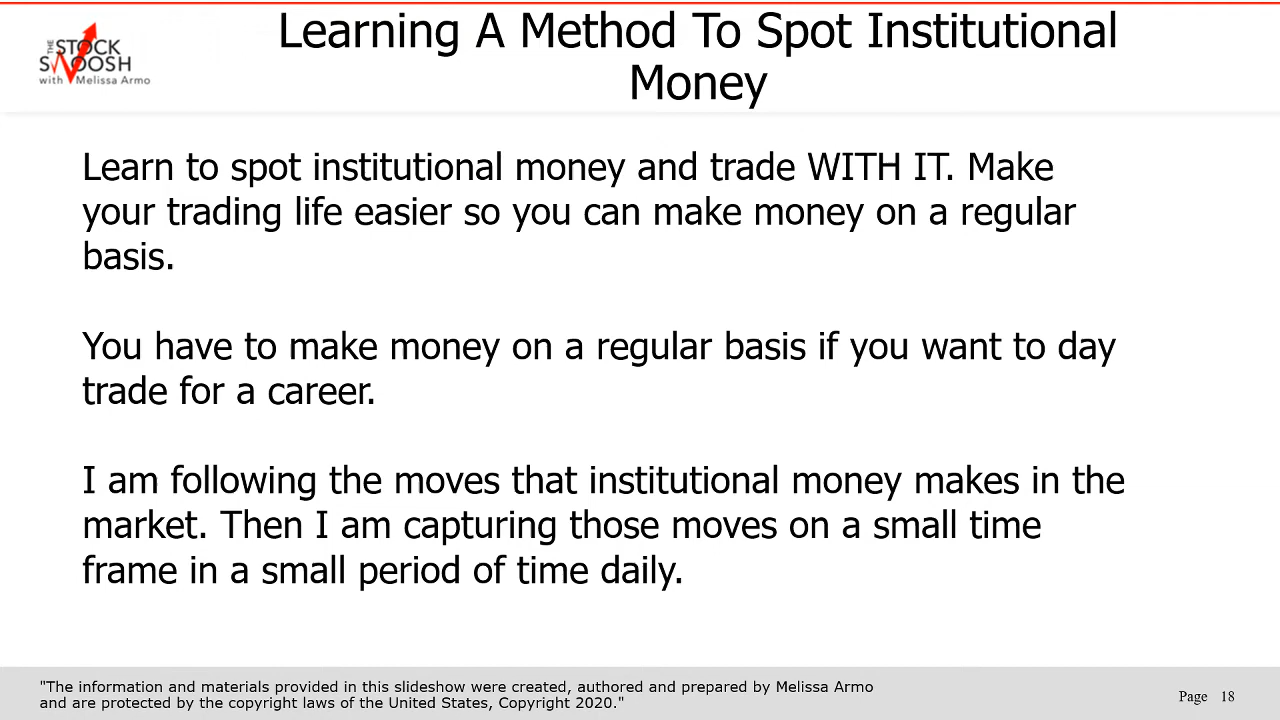 Learning A Method To Spot Institutional
Money
THE
STOCK
SWOOSH
with Melissa Armo
Learn to spot institutional money and trade WITH IT. Make
your trading life easier so you can make money on a regular
basis.
You have to make money on a regular basis if you want to day
trade for a career.
I am following the moves that institutional money makes in the
market. Then I am capturing those moves on a small time
frame in a small period of time daily.
"The information and materials provided in this slideshow were created, authored and prepared by Melissa Armo
and are protected by the copyright laws of the United States, Copyright 2020."
Page 18